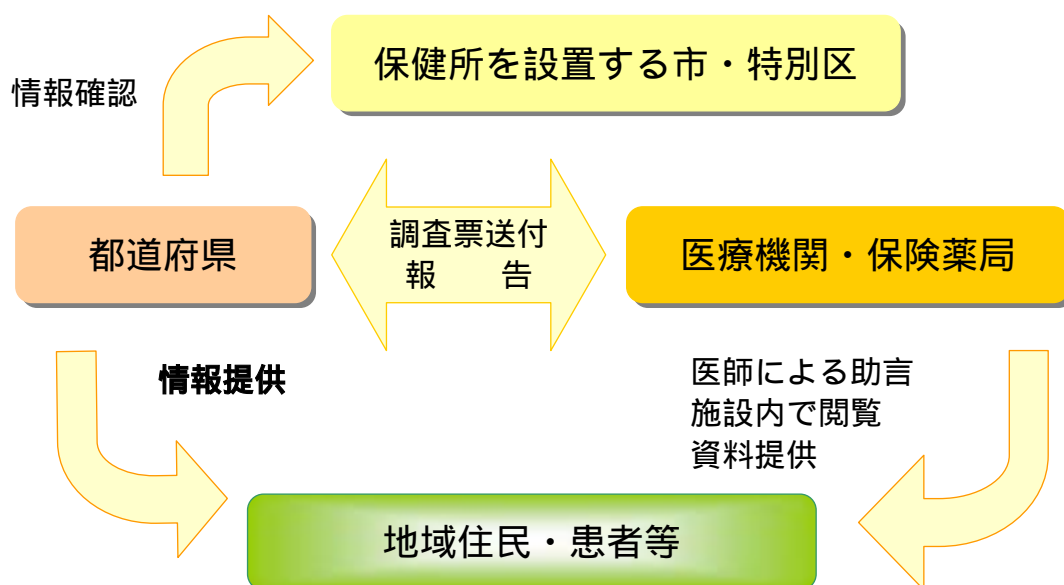 保健所を設置する市・特別区
情報確認
都道府県
調査票送付
報　　告
医療機関・保険薬局
情報提供
医師による助言
施設内で閲覧
資料提供
地域住民・患者等